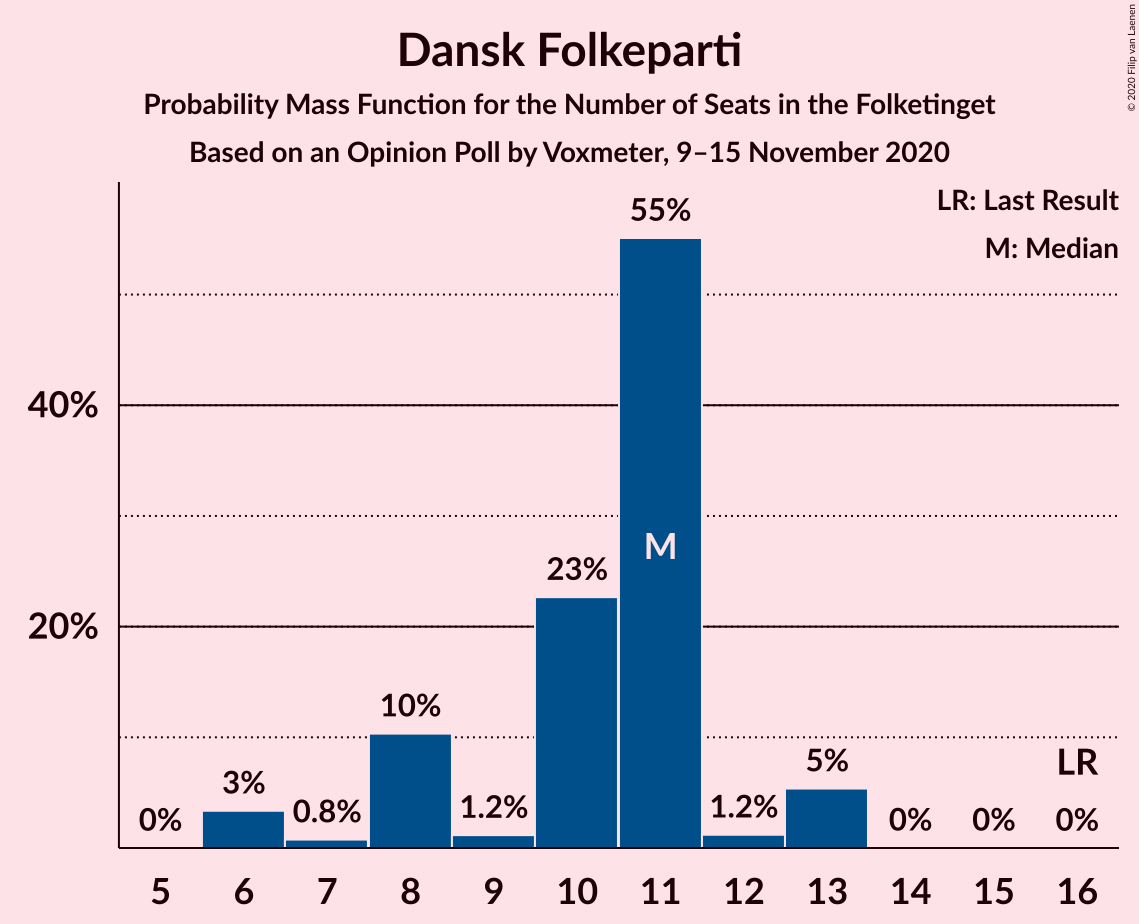 Dansk Folkeparti
Probability Mass Function for the Number of Seats in the Folketinget
Based on an Opinion Poll by Voxmeter, 9–15 November 2020
© 2020 Filip van Laenen
LR: Last Result
M: Median
55%
40%
M
23%
20%
10%
LR
5%
3%
0.8%
1.2%
1.2%
0%
0%
0%
0%
5 6 7 8 9 10 11 12 13 14 15 16